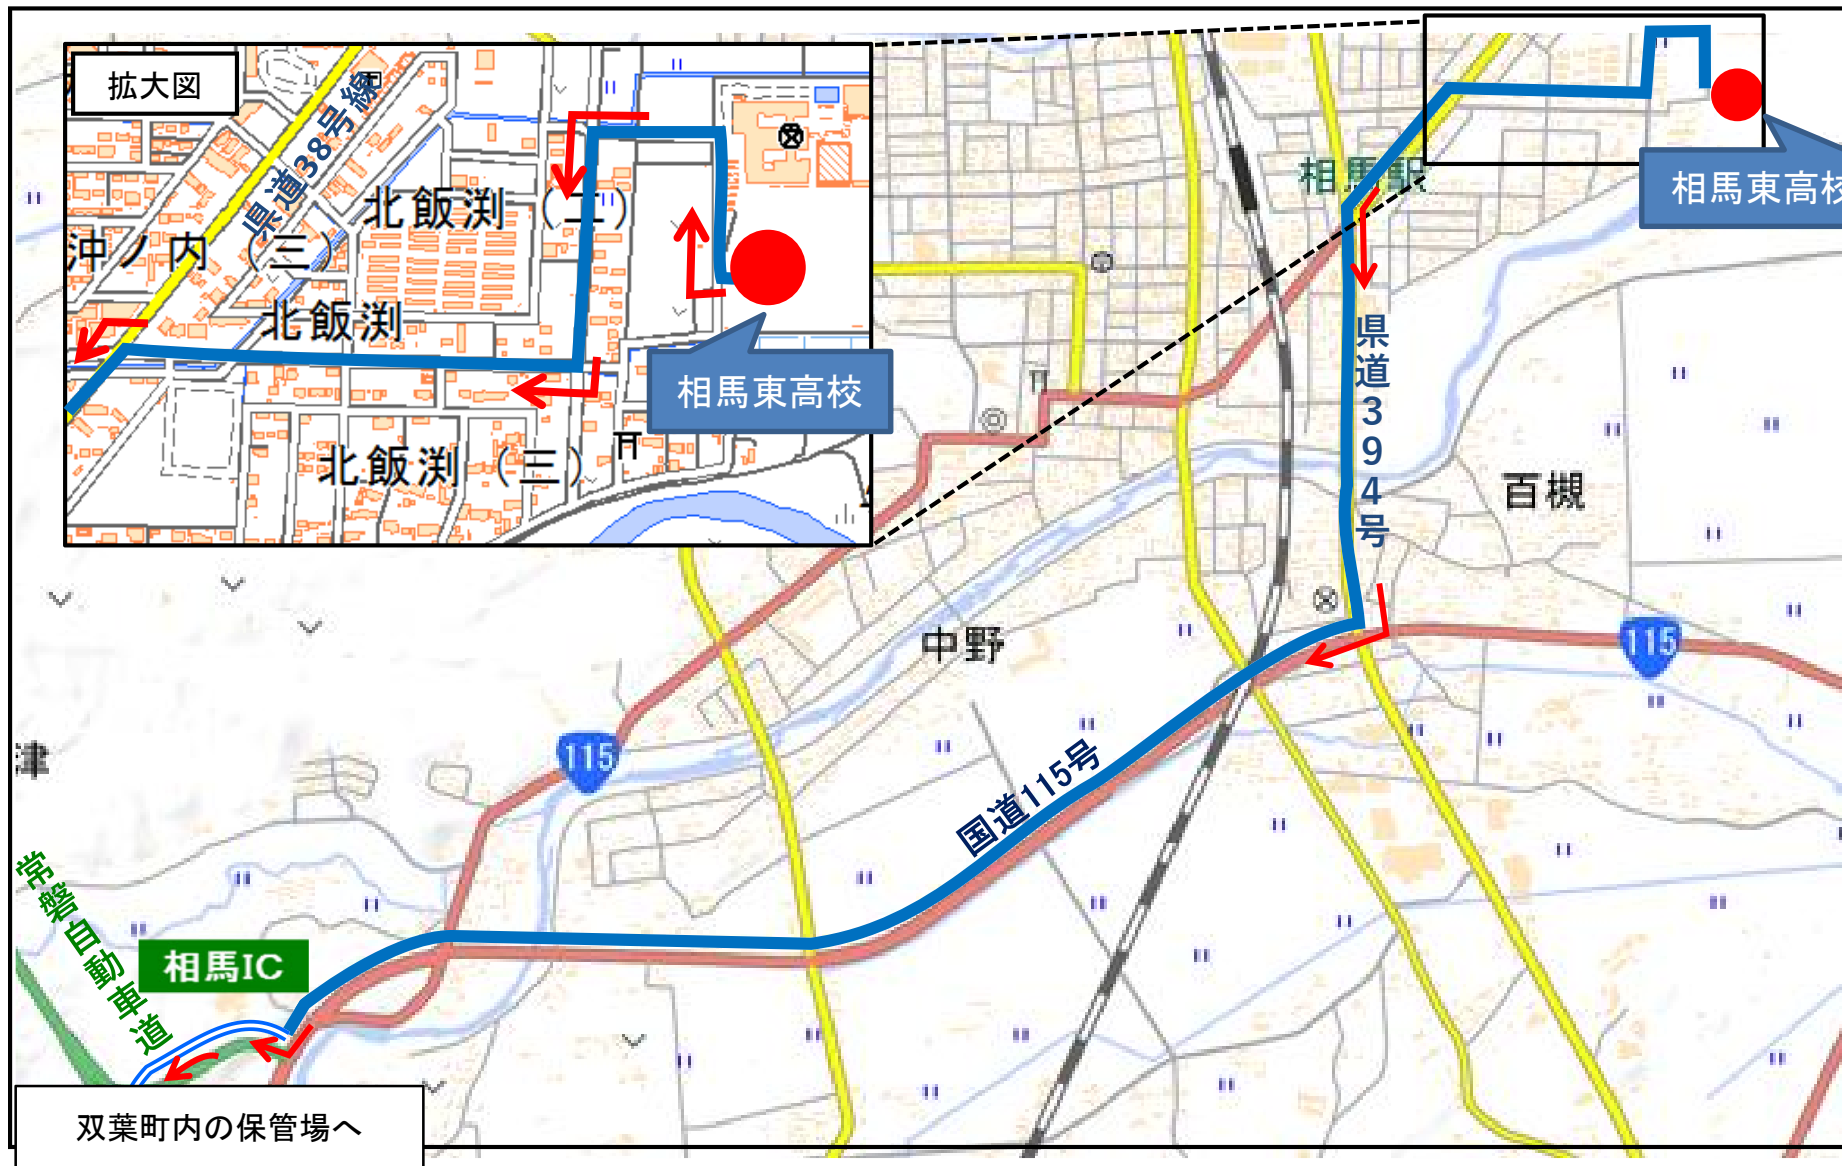 拡大図
県道38号線
北飯渕（二）
沖ノ内（三）
北飯渕
相馬東高校
北飯渕（三）
相馬駅
相馬東高校
県道394号
百槻
中野
115
115
国道115号
津
常磐自動車道
相馬IC
双葉町内の保管場へ